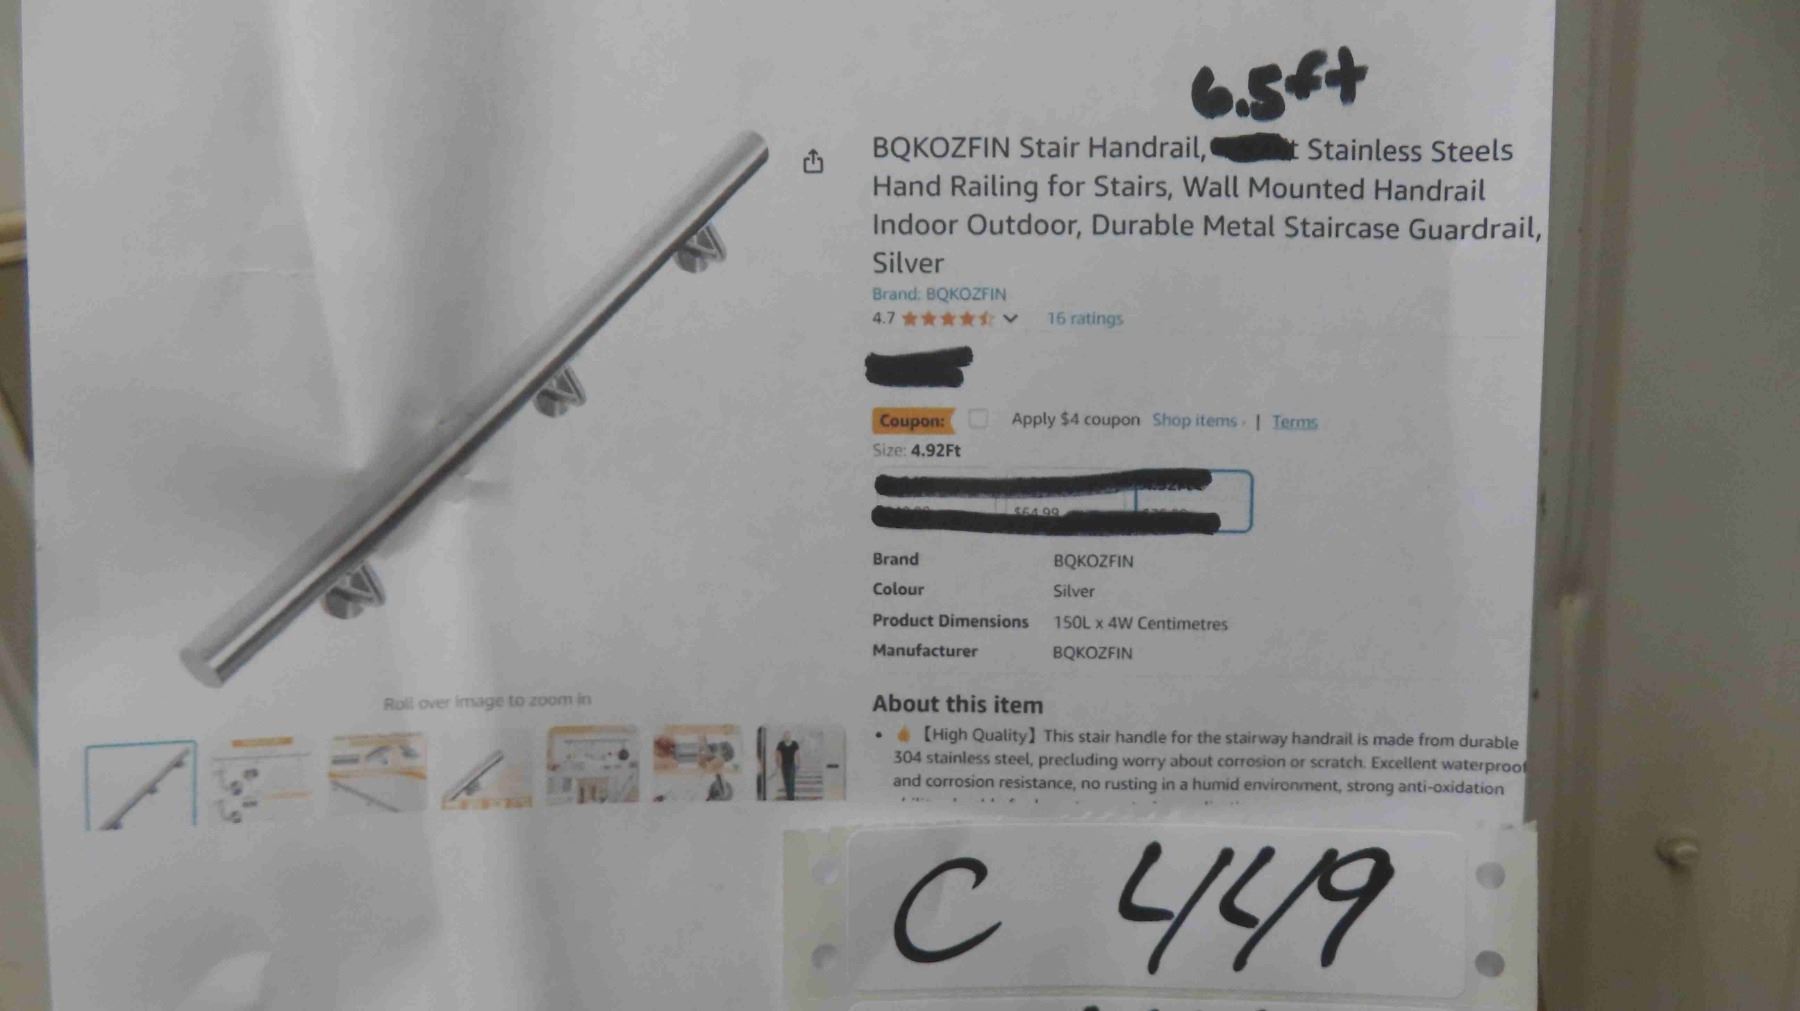 6.5ft
BQKOZFIN Stair Handrail, t Stainless Steels
Hand Railing for Stairs, Wall Mounted Handrail
Indoor Outdoor, Durable Metal Staircase Guardrail,
Silver
Brand: BQKOZFIN
4.7 16 ratings
Coupon: Apply $4 coupon Shop items | Terms
Size: 4.92Ft
$64.99
Brand BQKOZFIN
Colour Silver
Product Dimensions 150L x 4W Centimetres
Manufacturer BQKOZFIN
Roll over image to zoom in
About this item
• 【High Quality】This stair handle for the stairway handrail is made from durable
304 stainless steel, precluding worry about corrosion or scratch. Excellent waterproof
and corrosion resistance, no rusting in a humid environment, strong anti-oxidation
C 449